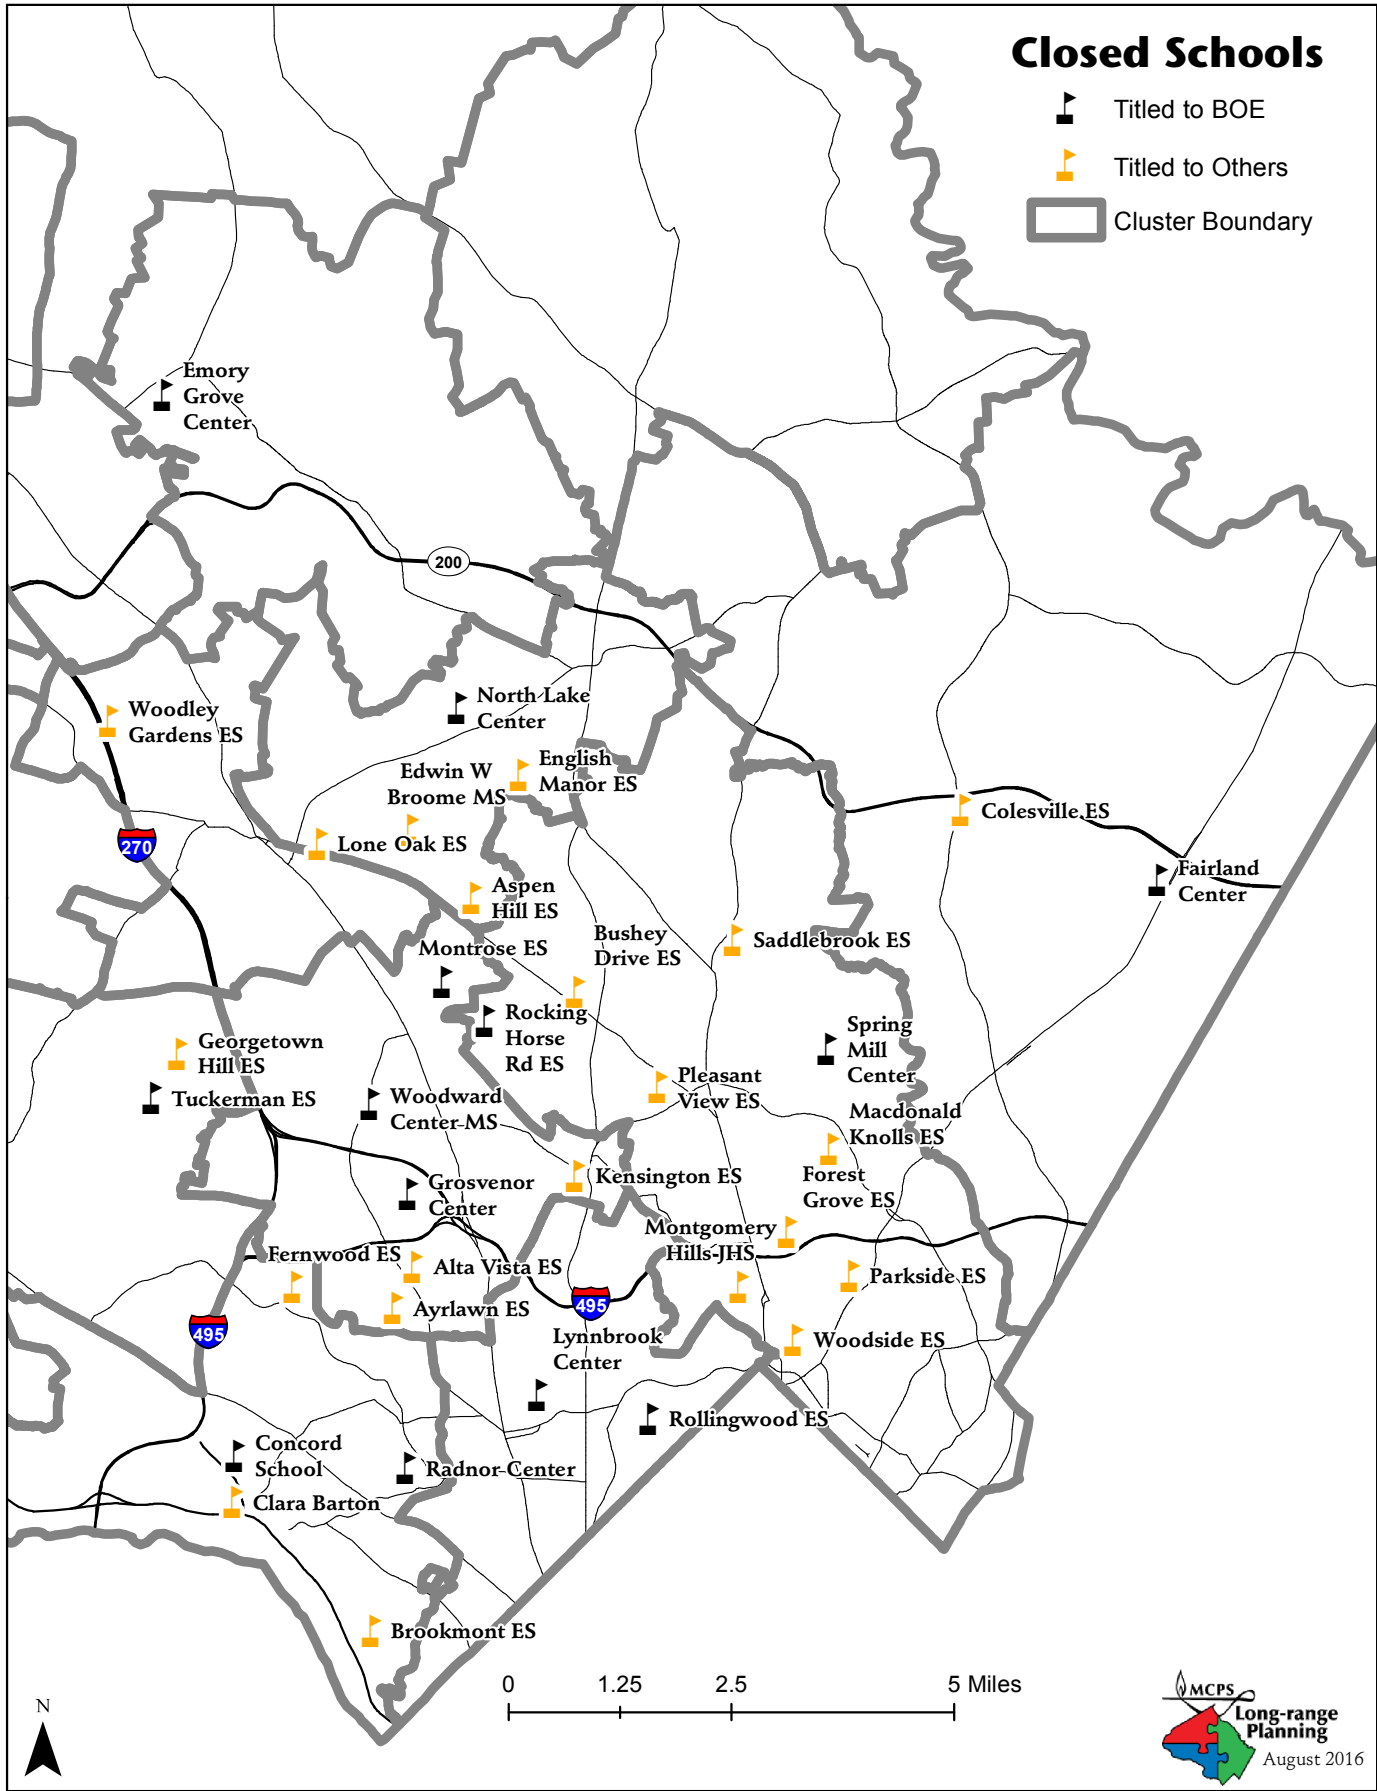 Closed Schools
Titled to BOE
Titled to Others
Cluster Boundary
Emory
Grove
Center
200
North Lake
Center
Woodley
Gardens ES
English
Manor ES
Edwin W
Broome MS
Colesville ES
Lone Oak ES
270
Fairland
Center
Aspen
Hill ES
Bushey
Drive ES
Saddlebrook ES
Montrose ES
Rocking
Horse
Rd ES
Spring
Mill
Center
Georgetown
Hill ES
Tuckerman ES
Woodward
Center-MS
Pleasant
View ES
Macdonald
Knolls ES
Kensington ES
Forest
Grove ES
Grosvenor
Center
Montgomery
Hills-JHS
Fernwood ES
Alta Vista ES
Parkside ES
Ayrlawn ES
495
495
Lynnbrook
Center
Woodside ES
Rollingwood ES
Concord
School
Radnor Center
Clara Barton
Brookmont ES
0 1.25 2.5 5 Miles
N
MCPS
Long-range
Planning
August 2016